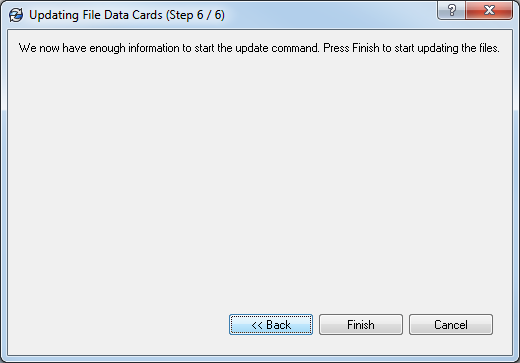 Updating File Data Cards (Step 6 / 6)
?
We now have enough information to start the update command. Press Finish to start updating the files.
<< Back
Finish
Cancel